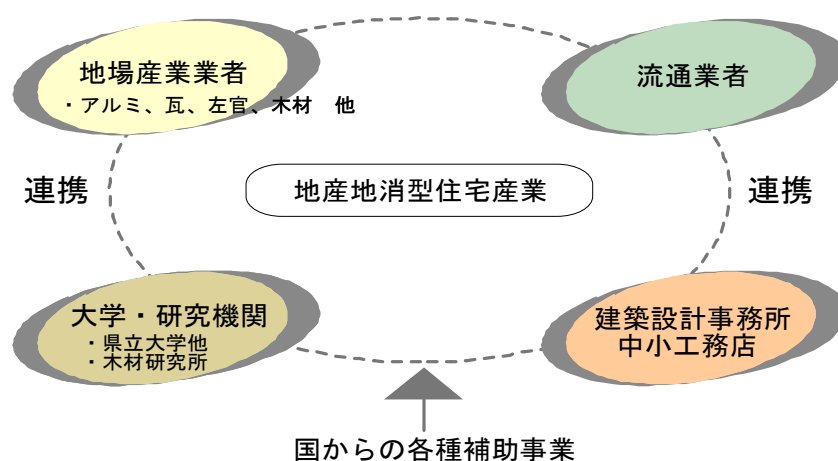 地場産業業者
・アルミ、瓦、左官、木材　他
流通業者
連携
地産地消型住宅産業
連携
大学・研究機関
・県立大学他
・木材研究所
建築設計事務所
中小工務店
国からの各種補助事業